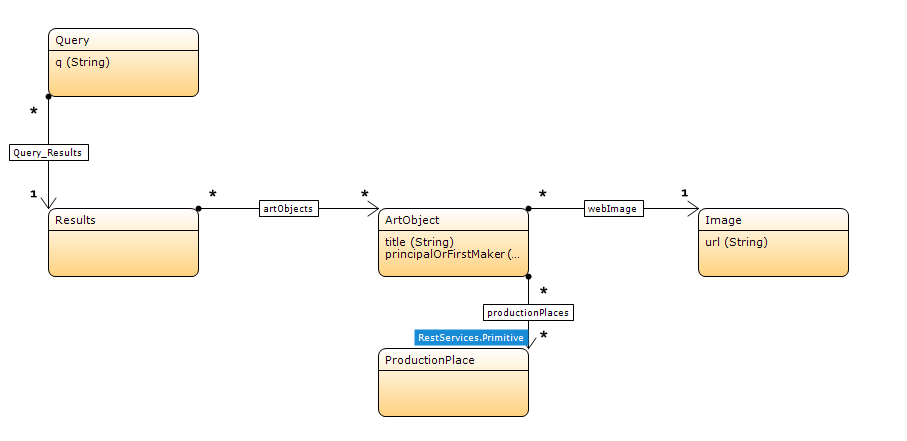 Query
q (String)
*
Query_Results
1
*
artObjects
*
*
webImage
1
Results
ArtObject
title (String)
principalOrFirstMaker (...
Image
url (String)
*
productionPlaces
RestServices.Primitive
*
ProductionPlace